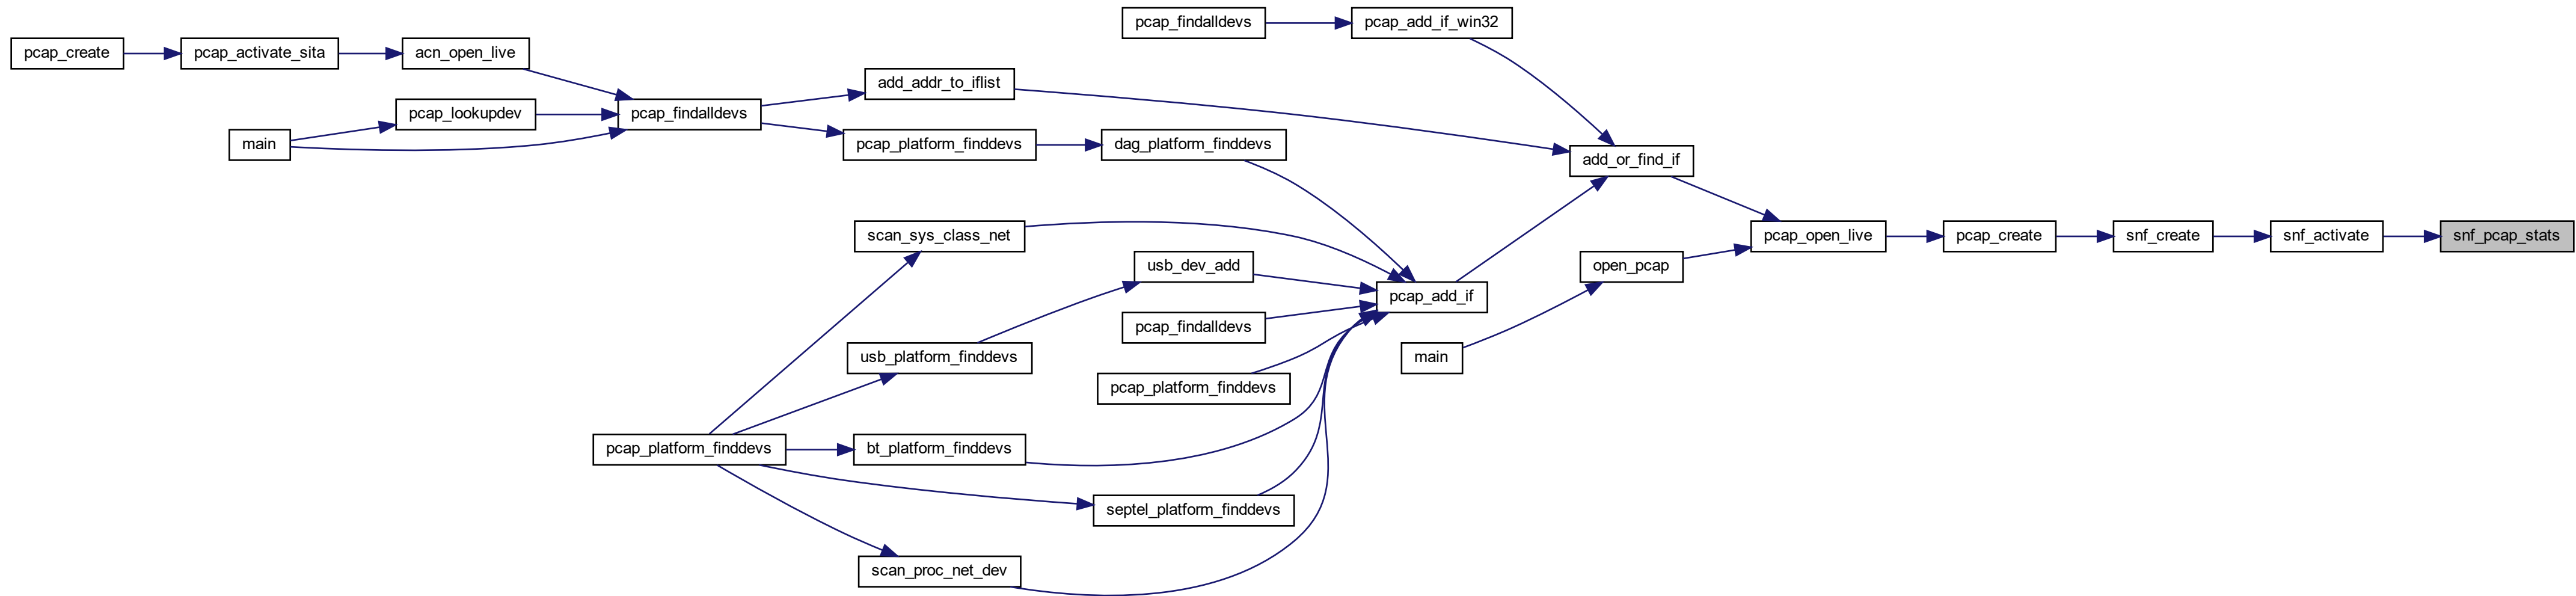 pcap_findalldevs
pcap_add_if_win32
pcap_create
pcap_activate_sita
acn_open_live
add_addr_to_iflist
pcap_lookupdev
pcap_findalldevs
main
pcap_platform_finddevs
dag_platform_finddevs
add_or_find_if
scan_sys_class_net
pcap_open_live
pcap_create
snf_create
snf_activate
snf_pcap_stats
usb_dev_add
open_pcap
pcap_add_if
pcap_findalldevs
usb_platform_finddevs
main
pcap_platform_finddevs
pcap_platform_finddevs
bt_platform_finddevs
septel_platform_finddevs
scan_proc_net_dev